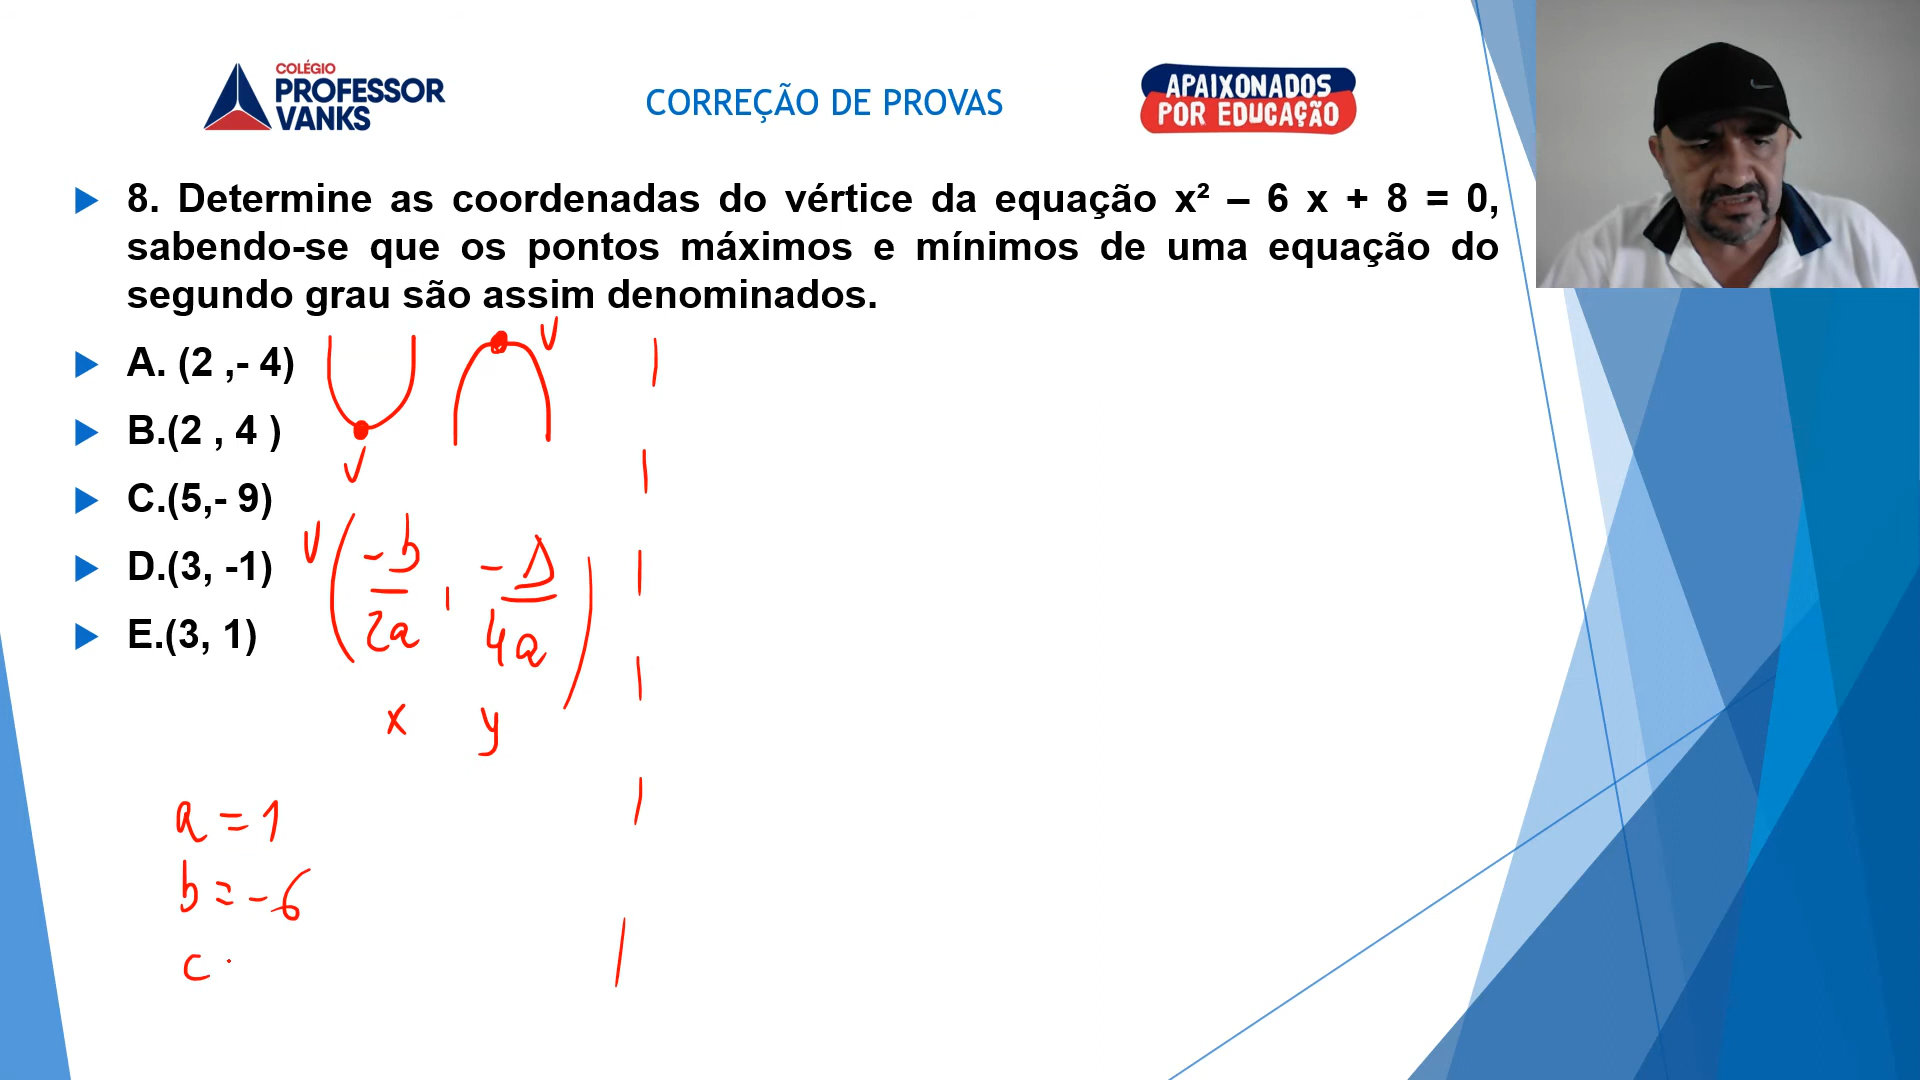 COLÉGIO
PROFESSOR
VANKS
CORREÇÃO DE PROVAS
APAIXONADOS
POR EDUCAÇÃO
8. Determine as coordenadas do vértice da equação x² – 6 x + 8 = 0,
sabendo-se que os pontos máximos e mínimos de uma equação do
segundo grau são assim denominados.
A. (2 ,- 4)
B.(2 , 4 )
C.(5,- 9)
D.(3, -1)
E.(3, 1)
V
V
V (-b/2a , -Δ/4a)
x y
a = 1
b = -6
c